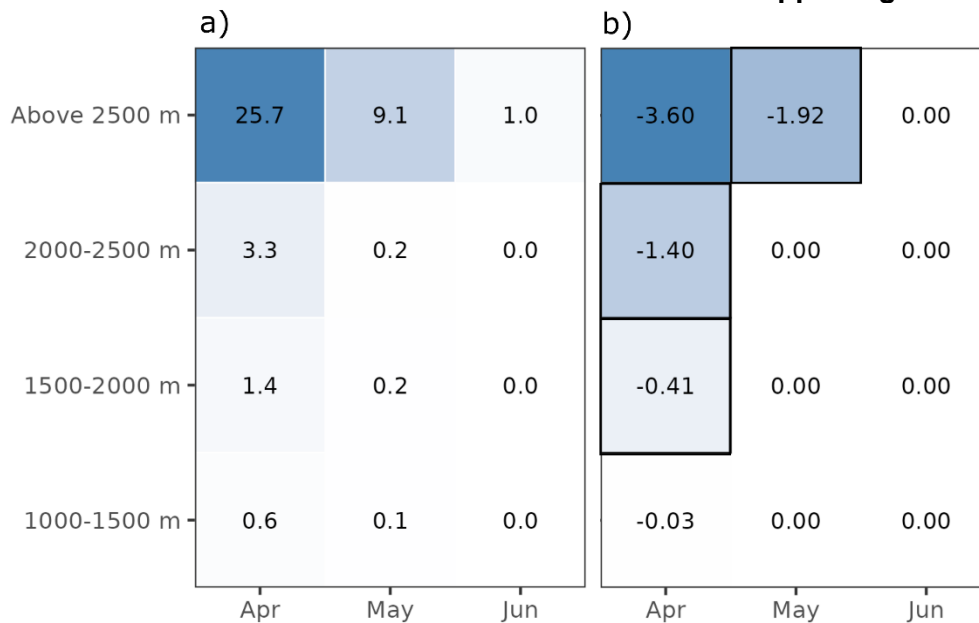 a) b)
Above 2500 m 25.7 9.1 1.0 -3.60 -1.92 0.00
2000-2500 m 3.3 0.2 0.0 -1.40 0.00 0.00
1500-2000 m 1.4 0.2 0.0 -0.41 0.00 0.00
1000-1500 m 0.6 0.1 0.0 -0.03 0.00 0.00
Apr May Jun Apr May Jun